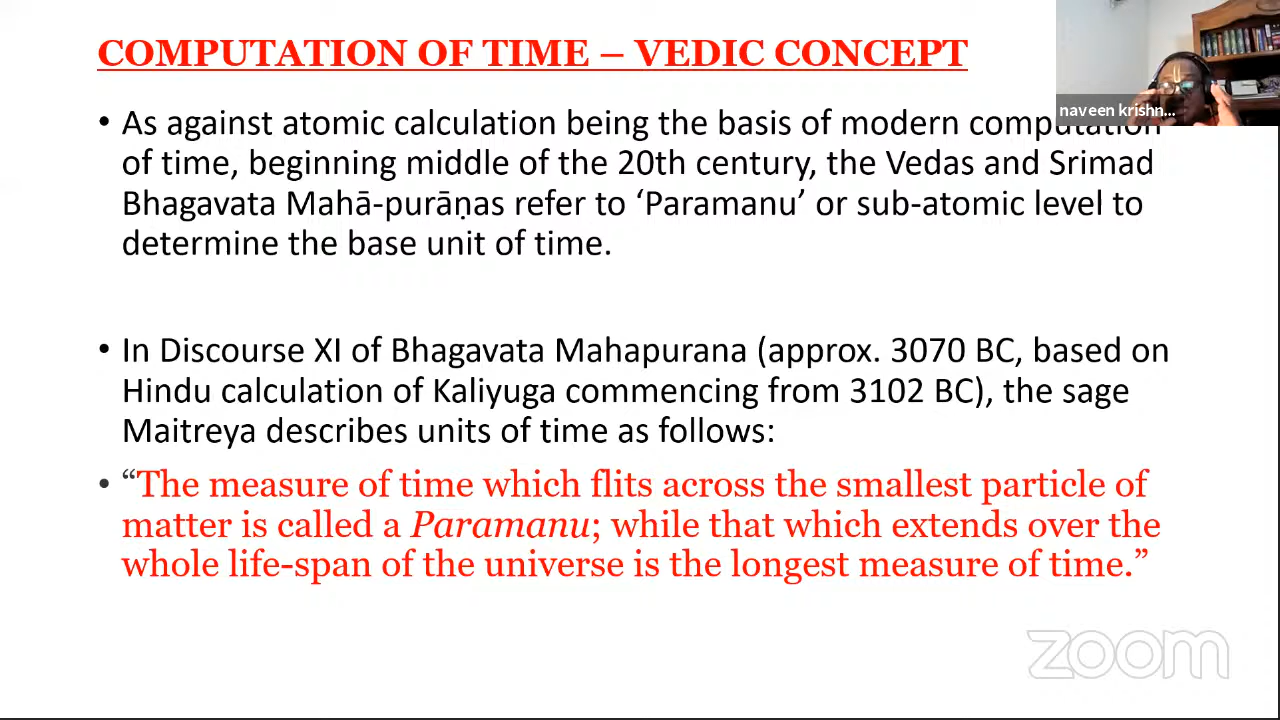 COMPUTATION OF TIME – VEDIC CONCEPT
naveen krishn...
• As against atomic calculation being the basis of modern computation
of time, beginning middle of the 20th century, the Vedas and Srimad
Bhagavata Mahā-purāṇas refer to ‘Paramanu’ or sub-atomic level to
determine the base unit of time.
• In Discourse XI of Bhagavata Mahapurana (approx. 3070 BC, based on
Hindu calculation of Kaliyuga commencing from 3102 BC), the sage
Maitreya describes units of time as follows:
• “The measure of time which flits across the smallest particle of
matter is called a Paramanu; while that which extends over the
whole life-span of the universe is the longest measure of time.”
zoom